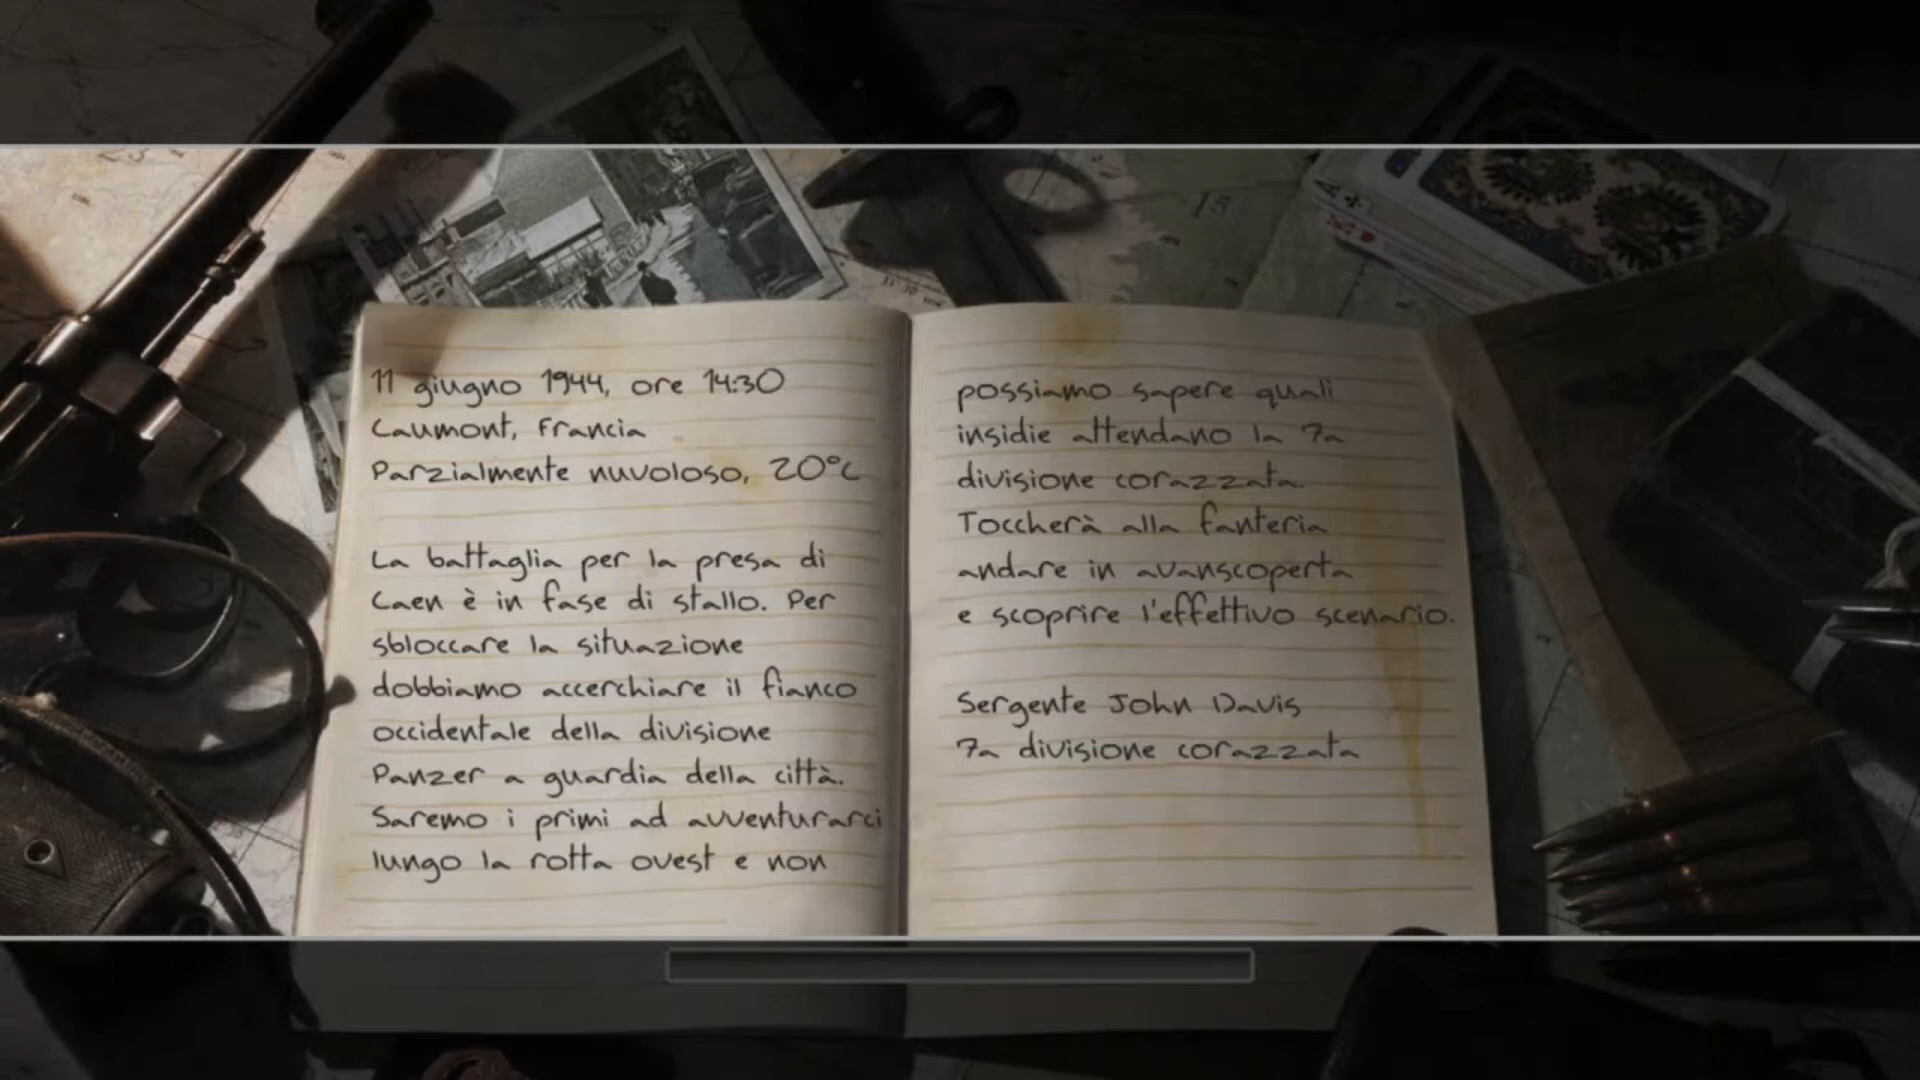 11 giugno 1944, ore 14:30
Caumont, Francia
Parzialmente nuvoloso, 20°C
La battaglia per la presa di
Caen è in fase di stallo. Per
sbloccare la situazione
dobbiamo accerchiare il fianco
occidentale della divisione
Panzer a guardia della città.
Saremo i primi ad avventurarci
lungo la rotta ovest e non
possiamo sapere quali
insidie attendano la 7a
divisione corazzata.
Toccherà alla fanteria
andare in avanscoperta
e scoprire l'effettivo scenario.
Sergente John Davis
7a divisione corazzata
15
A